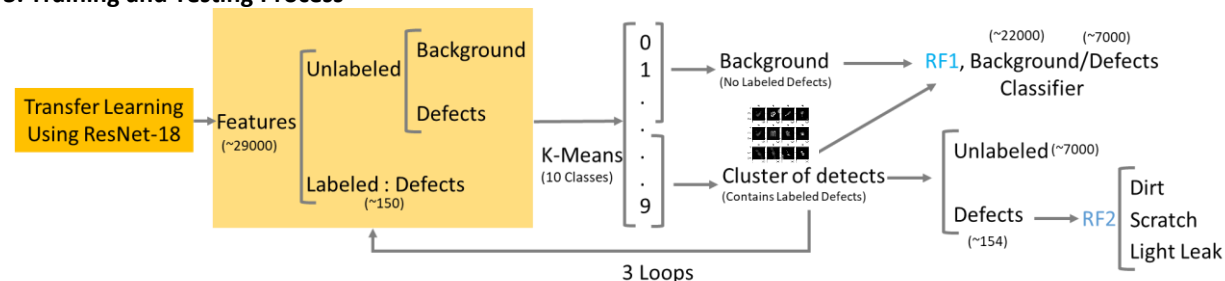 Transfer Learning
Using ResNet-18
Features
(~29000)
Unlabeled
Background
Defects
Labeled : Defects
(~150)
K-Means
(10 Classes)
0
1
.
.
.
.
.
9
Background
(No Labeled Defects)
Cluster of detects
(Contains Labeled Defects)
3 Loops
(~22000) (~7000)
RF1, Background/Defects
Classifier
Unlabeled (~7000)
Defects
(~154)
RF2
Dirt
Scratch
Light Leak